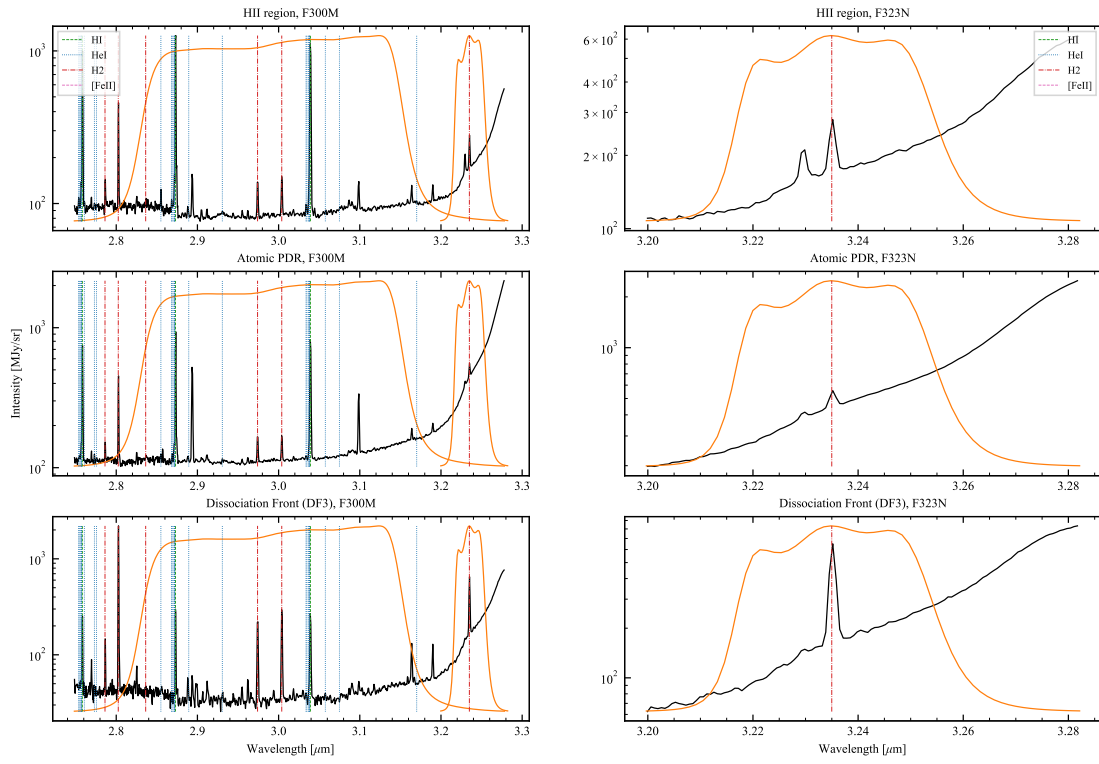 HII region, F300M
HI
HeI
H2
[FeII]
10³
10²
2.8 2.9 3.0 3.1 3.2 3.3
HII region, F323N
HI
HeI
H2
[FeII]
6 × 10²
4 × 10²
3 × 10²
2 × 10²
10²
3.20 3.22 3.24 3.26 3.28
Atomic PDR, F300M
Intensity [MJy/sr]
10³
10²
2.8 2.9 3.0 3.1 3.2 3.3
Atomic PDR, F323N
10³
3.20 3.22 3.24 3.26 3.28
Dissociation Front (DF3), F300M
10³
10²
2.8 2.9 3.0 3.1 3.2 3.3
Wavelength [μm]
Dissociation Front (DF3), F323N
10²
3.20 3.22 3.24 3.26 3.28
Wavelength [μm]